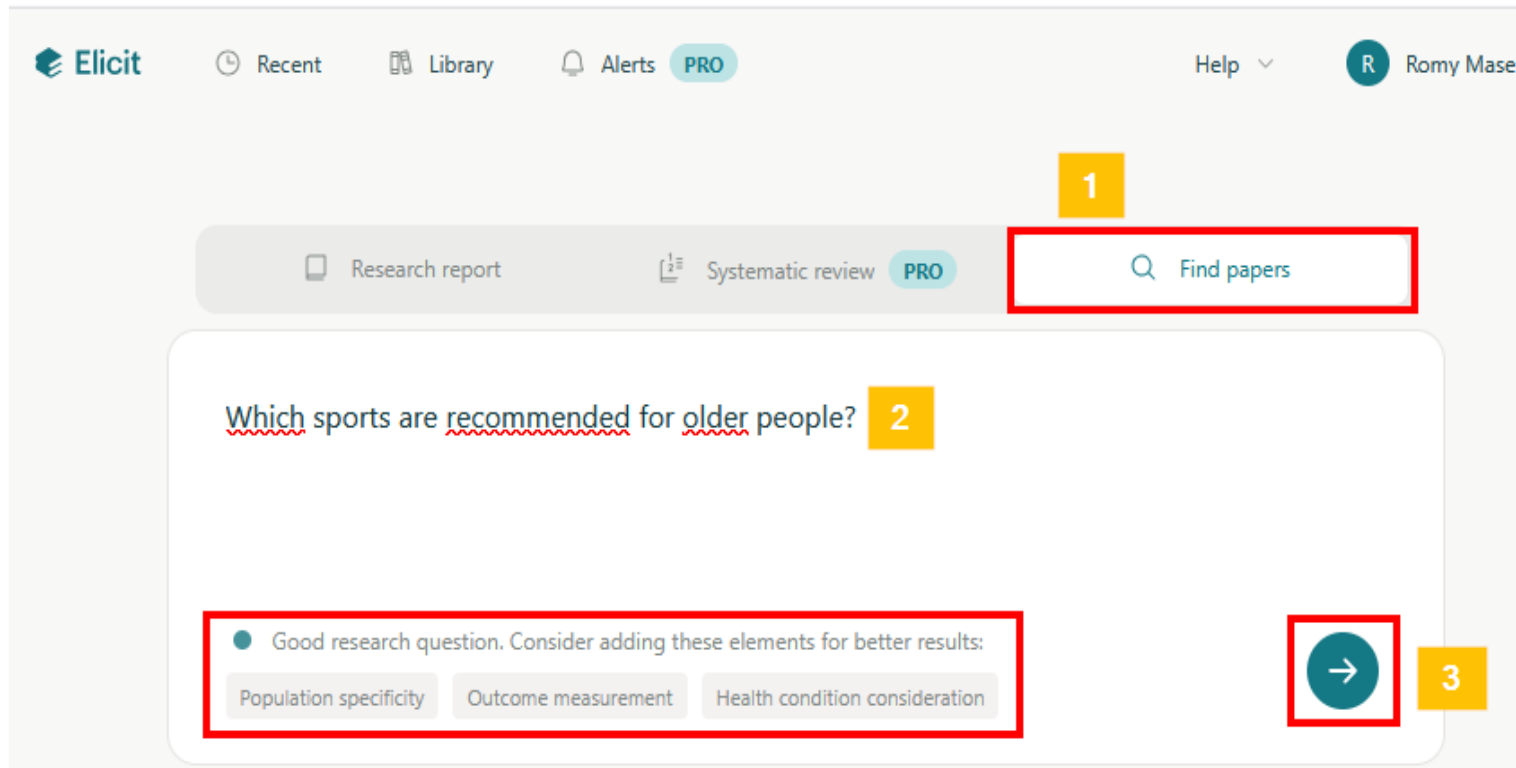 Elicit Recent Library Alerts PRO Help R Romy Mase
1
Research report Systematic review PRO Find papers
Which sports are recommended for older people? 2
Good research question. Consider adding these elements for better results:
Population specificity Outcome measurement Health condition consideration
3